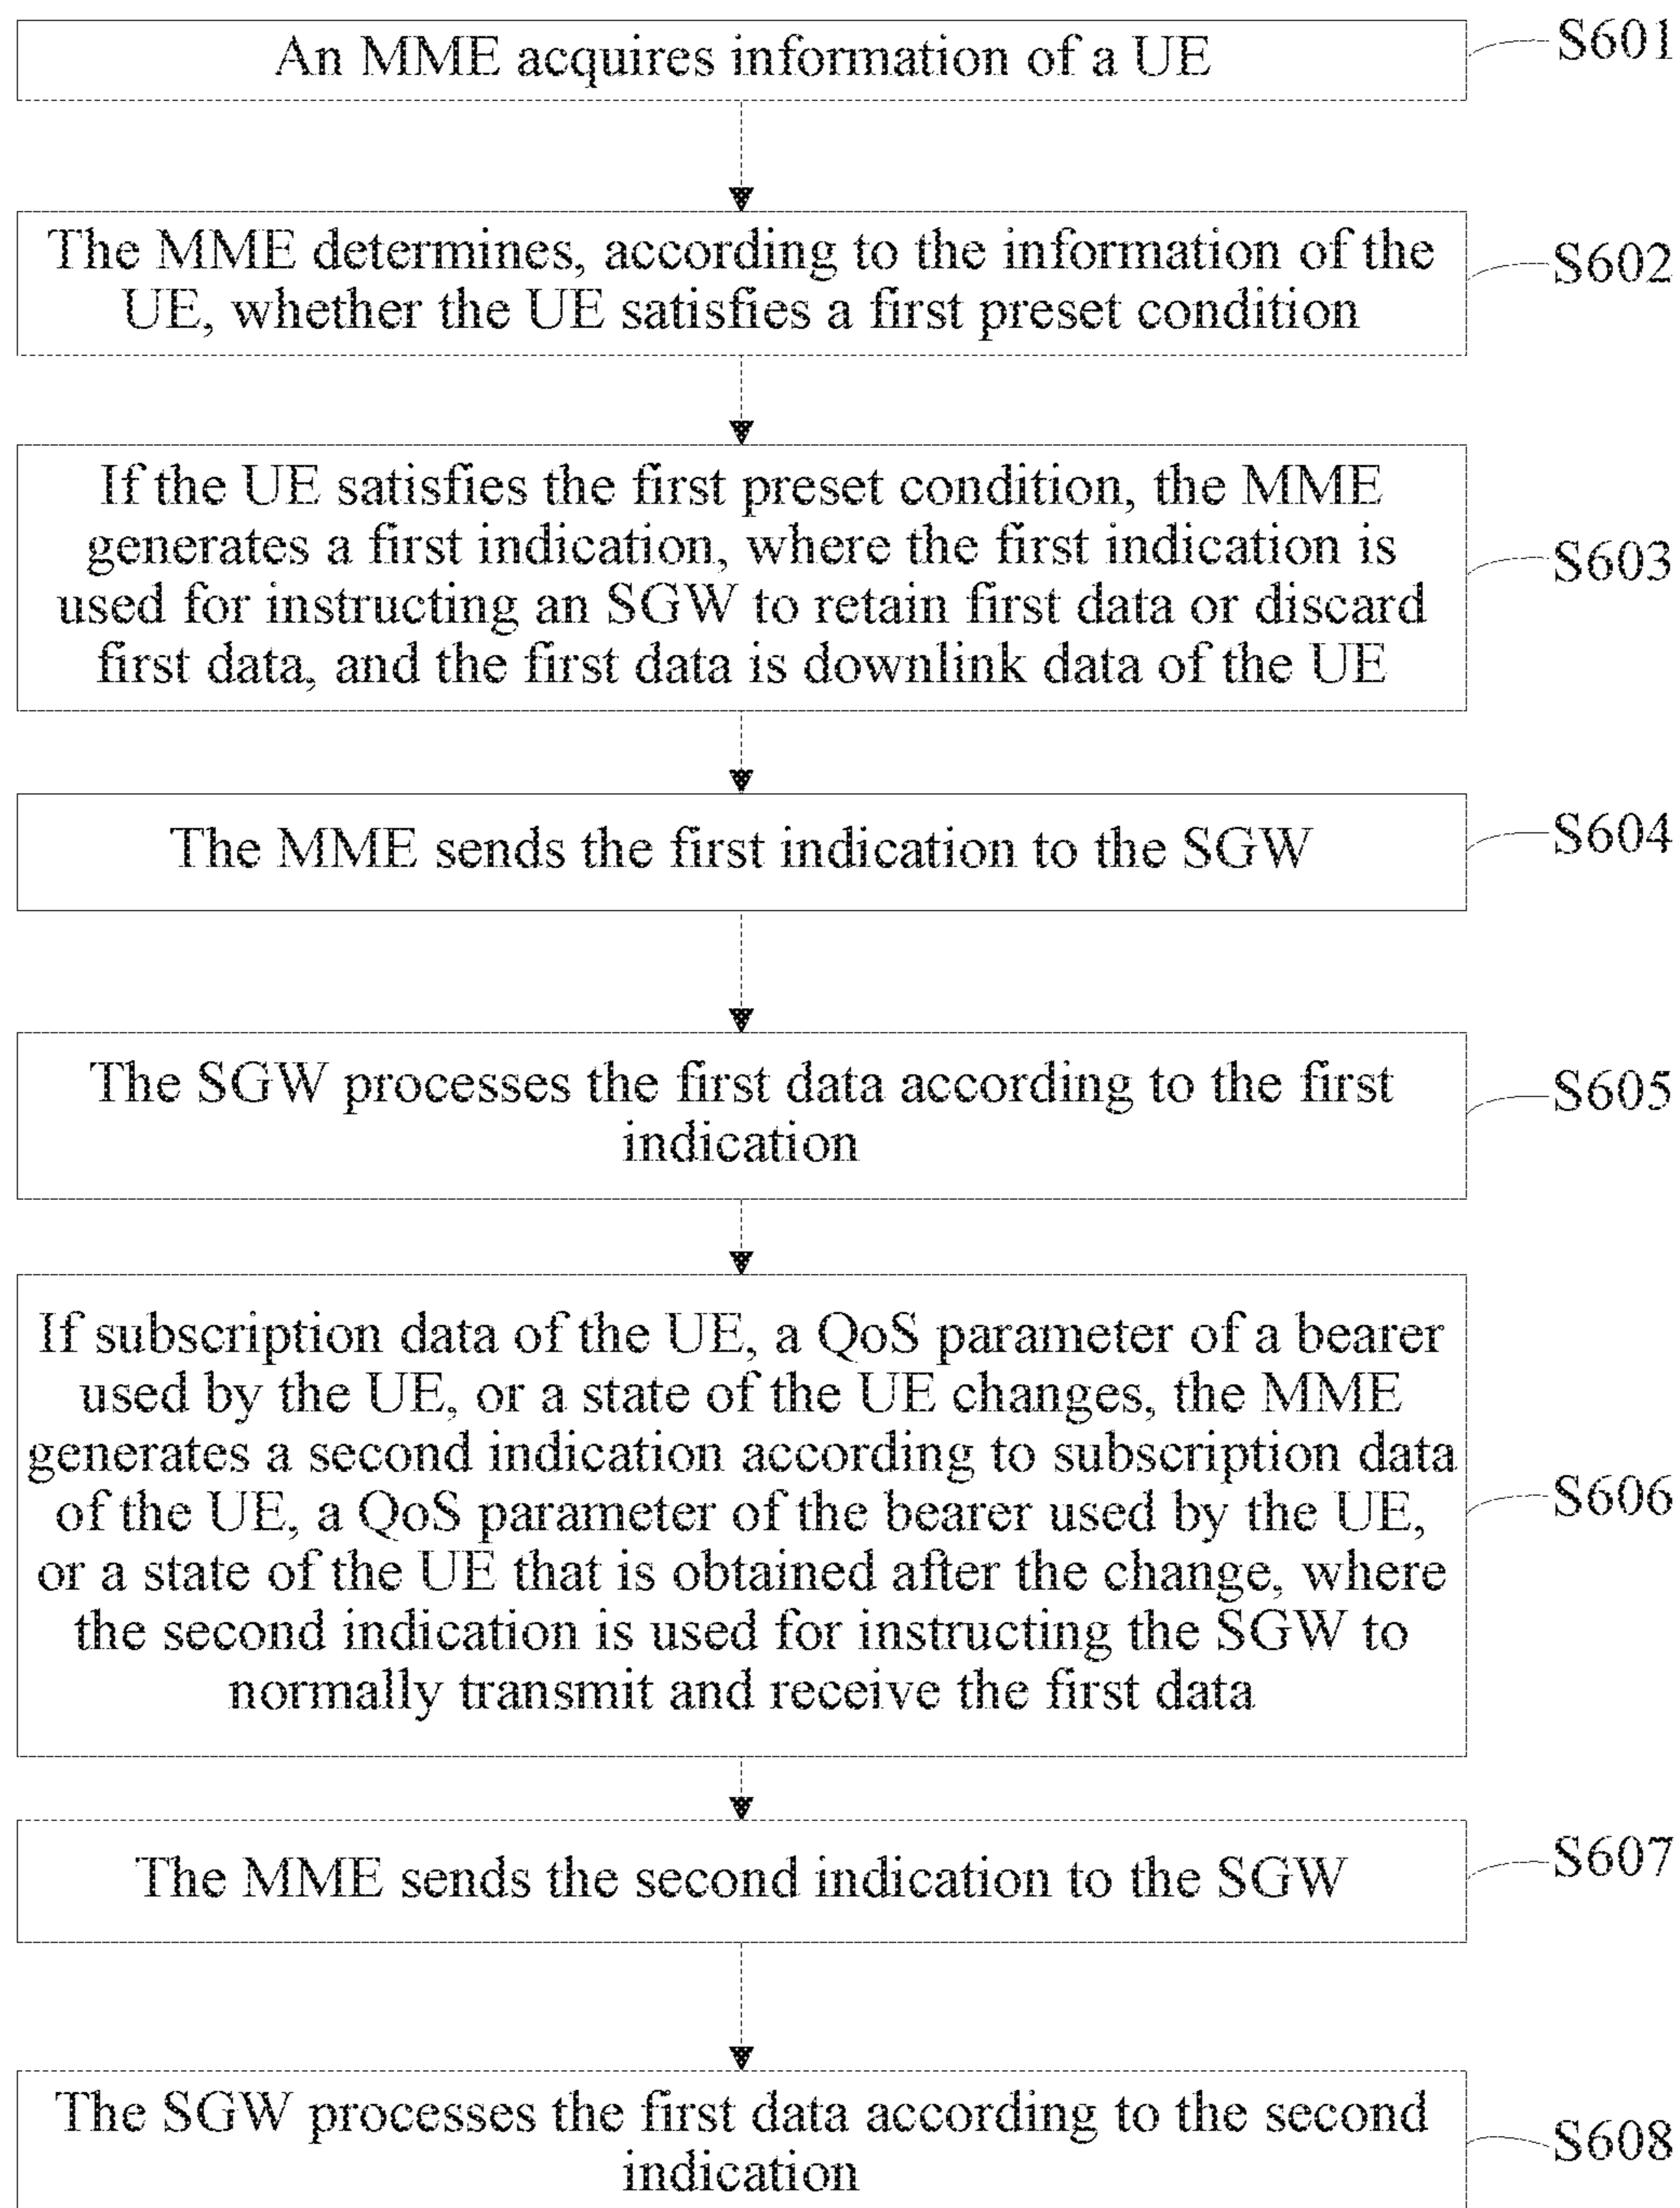 An MME acquires information of a UE
S601
The MME determines, according to the information of the
UE, whether the UE satisfies a first preset condition
S602
If the UE satisfies the first preset condition, the MME
generates a first indication, where the first indication is
used for instructing an SGW to retain first data or discard
first data, and the first data is downlink data of the UE
S603
The MME sends the first indication to the SGW
S604
The SGW processes the first data according to the first
indication
S605
If subscription data of the UE, a QoS parameter of a bearer
used by the UE, or a state of the UE changes, the MME
generates a second indication according to subscription data
of the UE, a QoS parameter of the bearer used by the UE,
or a state of the UE that is obtained after the change, where
the second indication is used for instructing the SGW to
normally transmit and receive the first data
S606
The MME sends the second indication to the SGW
S607
The SGW processes the first data according to the second
indication
S608